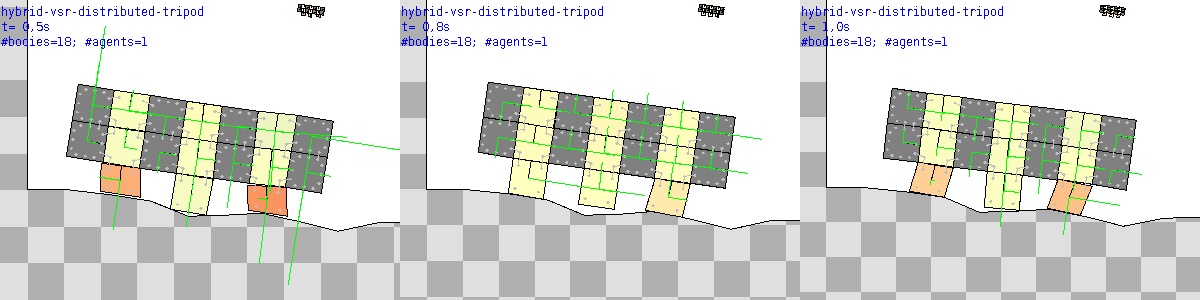 hybrid-vsr-distributed-tripod
t= 0,5s
#bodies=18; #agents=1
hybrid-vsr-distributed-tripod
t= 0,8s
#bodies=18; #agents=1
hybrid-vsr-distributed-tripod
t= 1,0s
#bodies=18; #agents=1